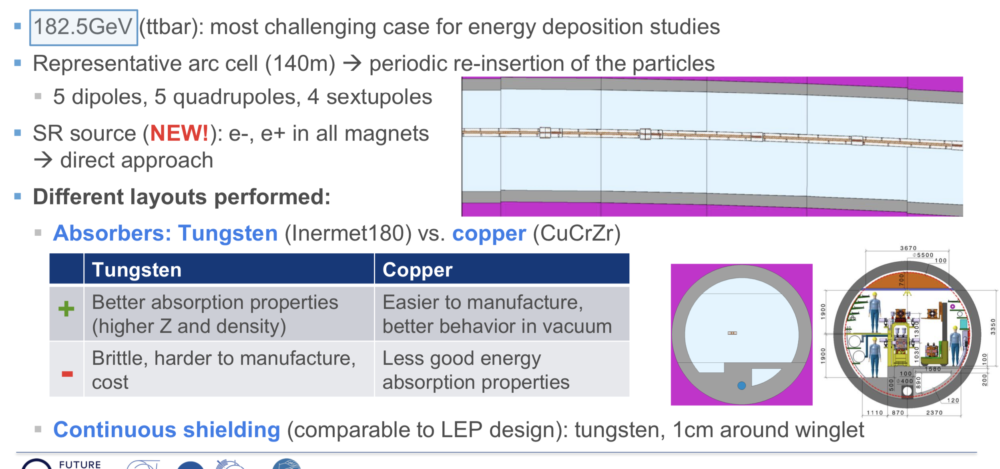 182.5GeV (ttbar): most challenging case for energy deposition studies
Representative arc cell (140m) → periodic re-insertion of the particles
5 dipoles, 5 quadrupoles, 4 sextupoles
SR source (NEW!): e-, e+ in all magnets
→ direct approach
Different layouts performed:
Absorbers: Tungsten (Inermet180) vs. copper (CuCrZr)
Tungsten
Copper
+
Better absorption properties
(higher Z and density)
Easier to manufacture,
better behavior in vacuum
-
Brittle, harder to manufacture,
cost
Less good energy
absorption properties
3670
∅5500
100
700
1900
1300
3350
1900
1030
100
1580
100
∅400
890
500
200
120
1110
870
2370
Continuous shielding (comparable to LEP design): tungsten, 1cm around winglet
FUTURE